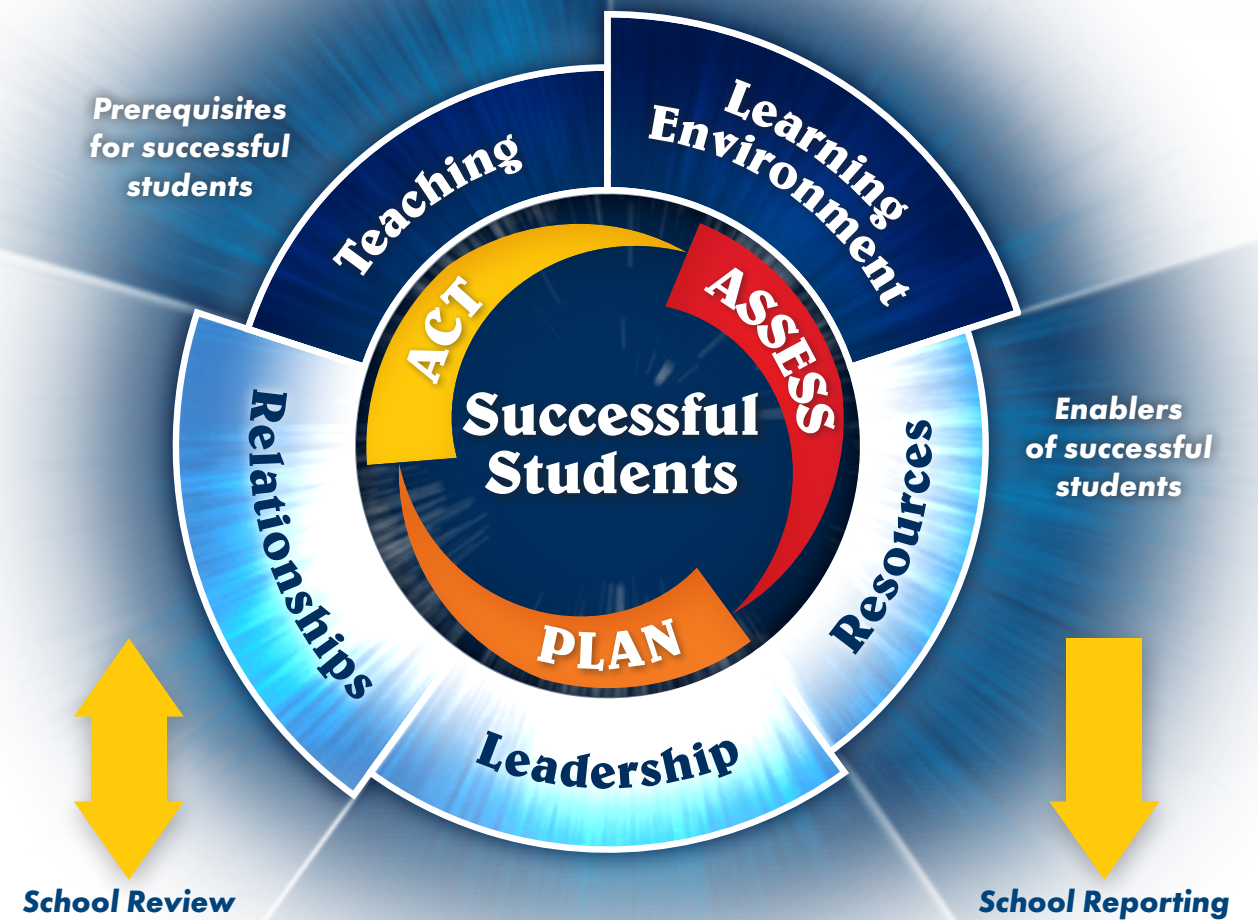 Prerequisites
for successful
students
Teaching
Learning
Environment
ACT
ASSESS
Successful
Students
PLAN
Relationships
Leadership
Resources
Enablers
of successful
students
School Review
School Reporting